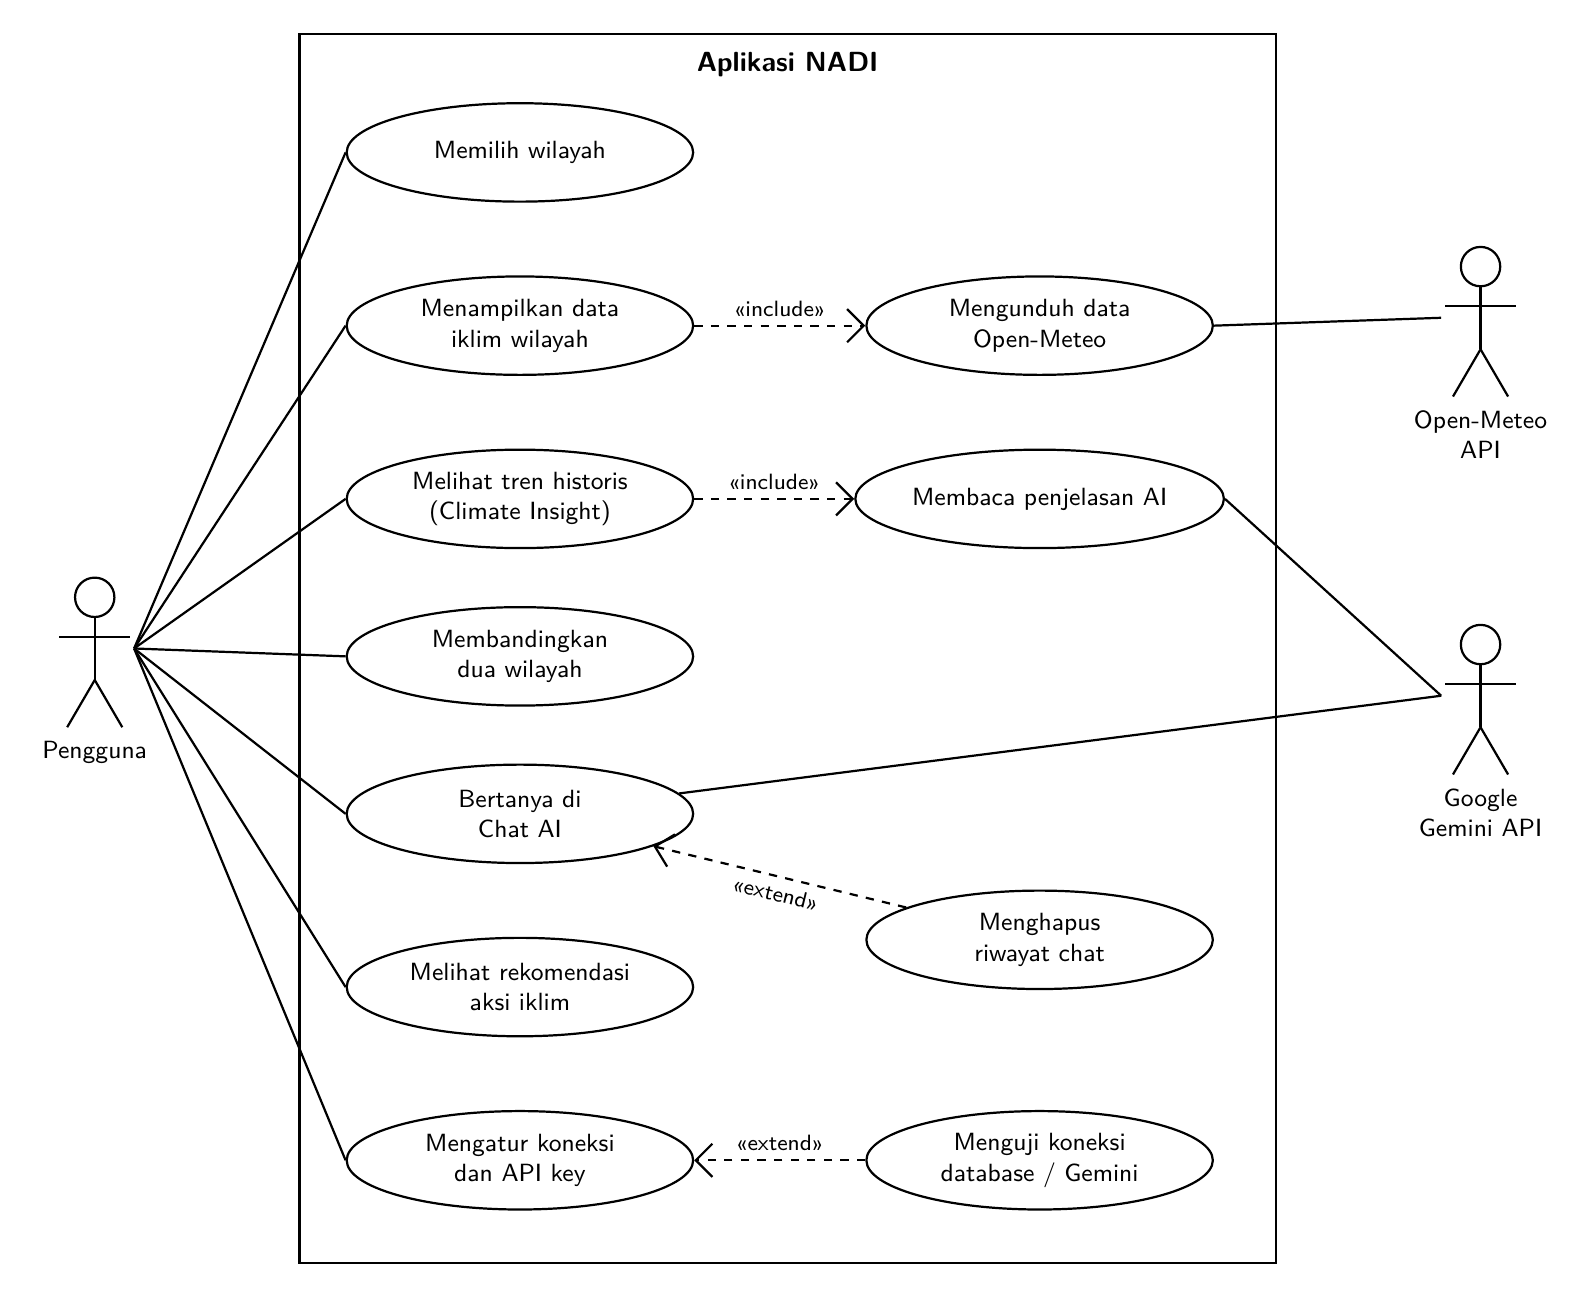 Aplikasi NADI
Memilih wilayah
Menampilkan data
iklim wilayah
«include»
Mengunduh data
Open-Meteo
Open-Meteo
API
Melihat tren historis
(Climate Insight)
«include»
Membaca penjelasan AI
Pengguna
Membandingkan
dua wilayah
Google
Gemini API
Bertanya di
Chat AI
«extend»
Menghapus
riwayat chat
Melihat rekomendasi
aksi iklim
Mengatur koneksi
dan API key
«extend»
Menguji koneksi
database / Gemini